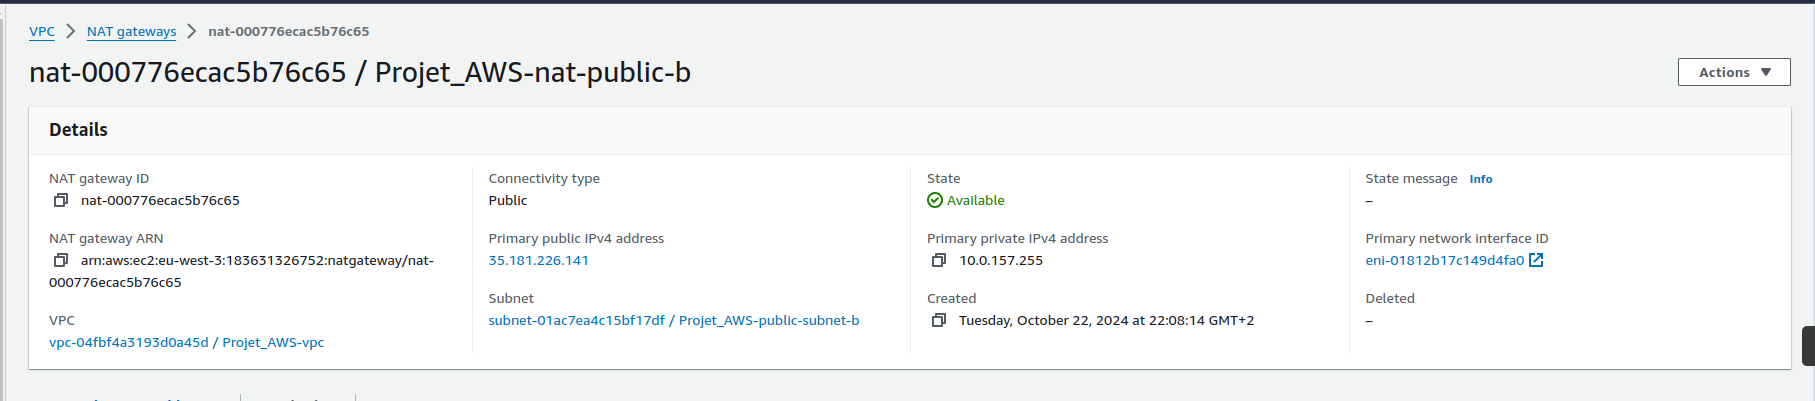 VPC > NAT gateways > nat-000776ecac5b76c65
nat-000776ecac5b76c65 / Projet_AWS-nat-public-b
Actions
Details
NAT gateway ID
nat-000776ecac5b76c65
NAT gateway ARN
arn:aws:ec2:eu-west-3:183631326752:natgateway/nat-
000776ecac5b76c65
VPC
vpc-04fbf4a3193d0a45d / Projet_AWS-vpc
Connectivity type
Public
Primary public IPv4 address
35.181.226.141
Subnet
subnet-01ac7ea4c15bf17df / Projet_AWS-public-subnet-b
State
Available
Primary private IPv4 address
10.0.157.255
Created
Tuesday, October 22, 2024 at 22:08:14 GMT+2
State message Info
–
Primary network interface ID
eni-01812b17c149d4fa0
Deleted
–